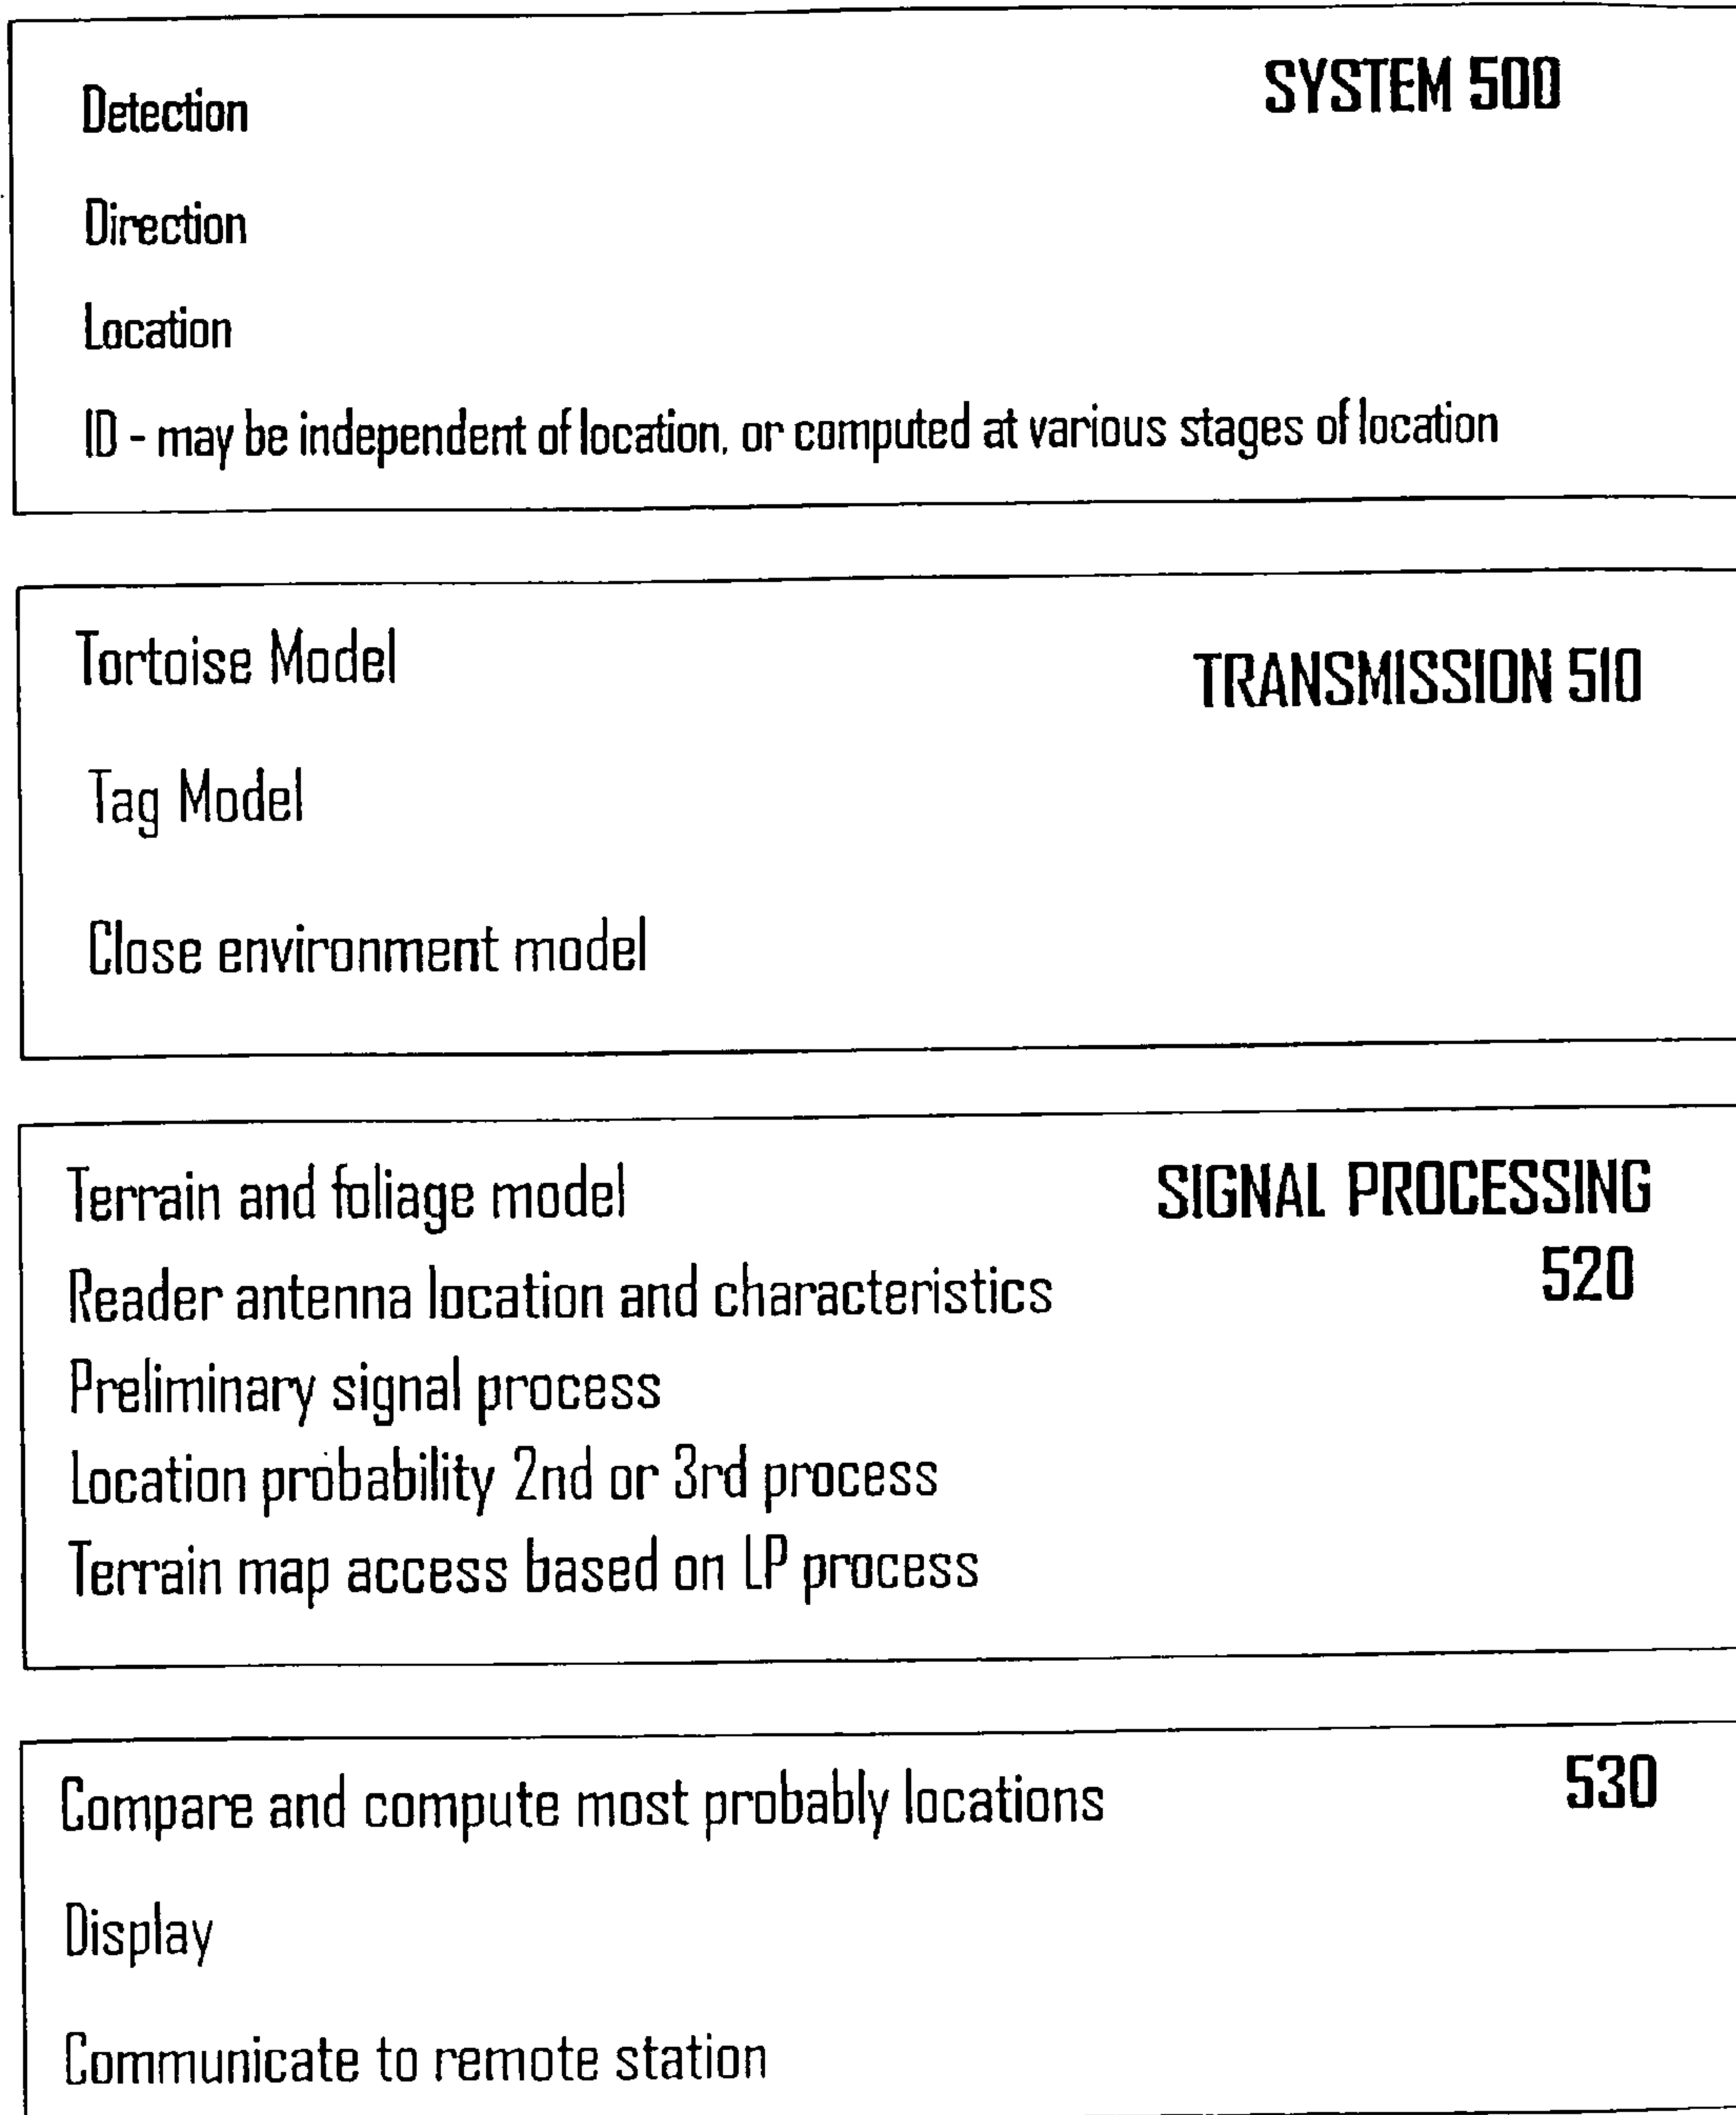 Detection
SYSTEM 500
Direction
Location
ID - may be independent of location, or computed at various stages of location
Tortoise Model
TRANSMISSION 510
Tag Model
Close environment model
Terrain and foliage model
SIGNAL PROCESSING
520
Reader antenna location and characteristics
Preliminary signal process
Location probability 2nd or 3rd process
Terrain map access based on LP process
Compare and compute most probably locations
530
Display
Communicate to remote station